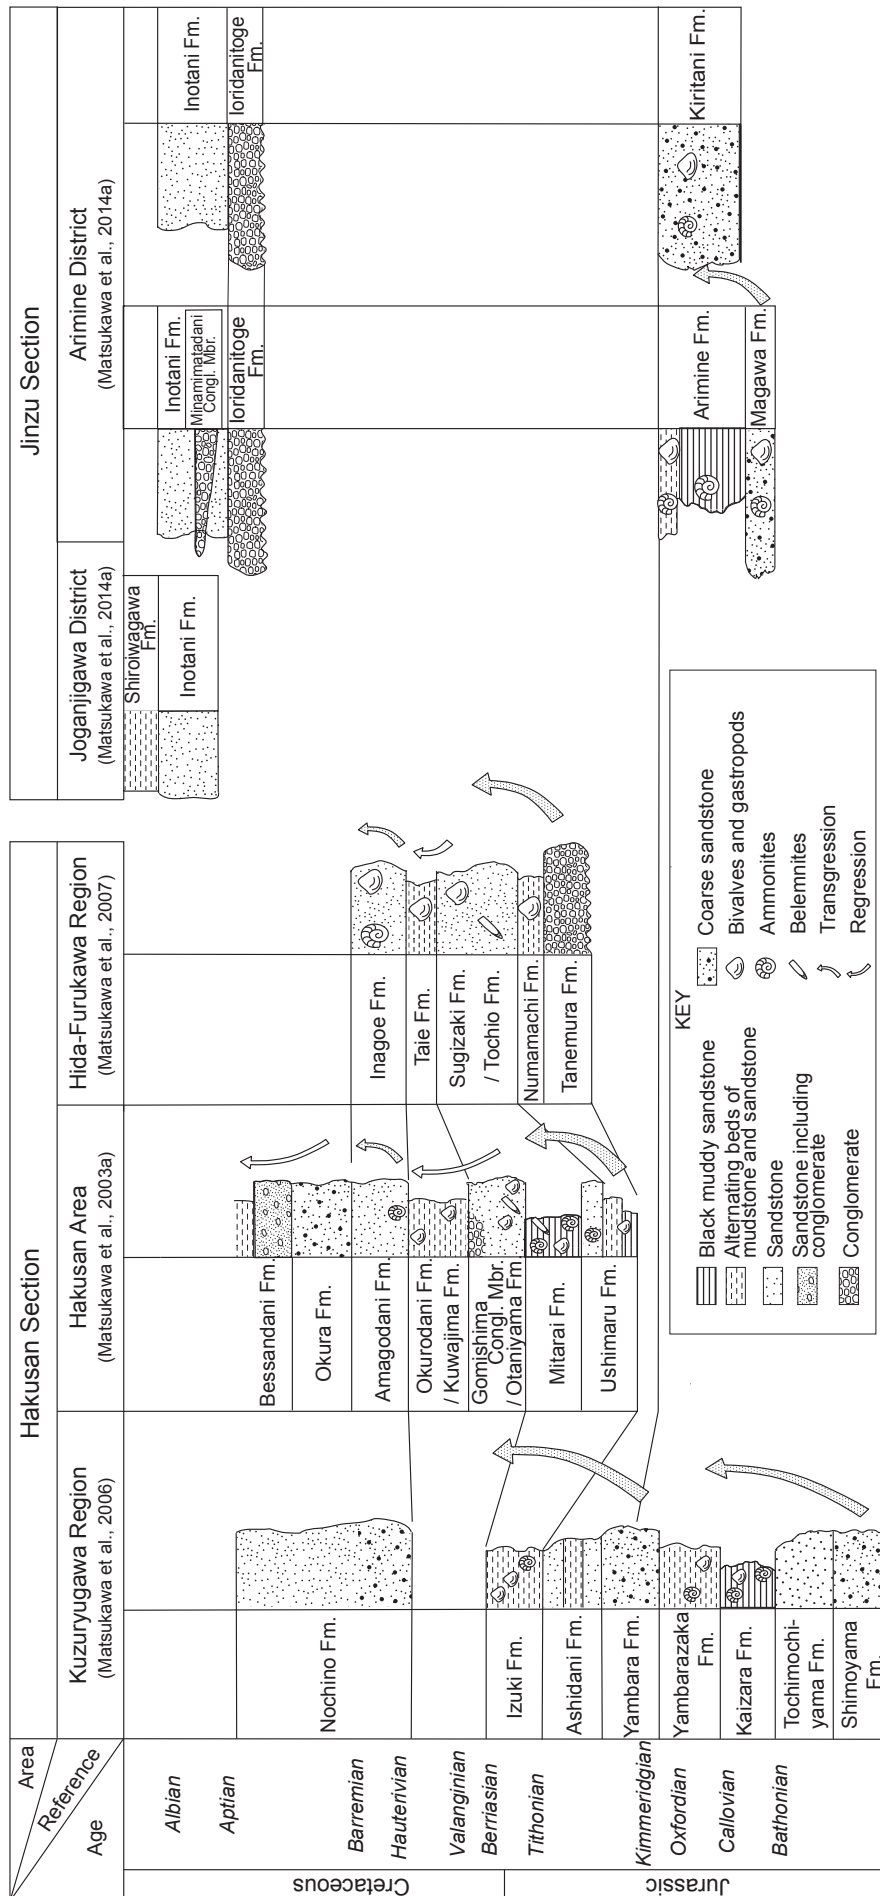 Area
Reference
Age
Hakusan Section
Jinzu Section
Kuzuryugawa Region
(Matsukawa et al., 2006)
Hakusan Area
(Matsukawa et al., 2003a)
Hida-Furukawa Region
(Matsukawa et al., 2007)
Joganjigawa District
(Matsukawa et al., 2014a)
Arimine District
(Matsukawa et al., 2014a)
Cretaceous
Jurassic
Albian
Aptian
Barremian
Hauterivian
Valanginian
Berriasian
Tithonian
Kimmeridgian
Oxfordian
Callovian
Bathonian
Nochino Fm.
Izuki Fm.
Ashidani Fm.
Yambara Fm.
Yambarazaka
Fm.
Kaizara Fm.
Tochimochi-
yama Fm.
Shimoyama
Fm.
Bessandani Fm.
Okura Fm.
Amagodani Fm.
Okurodani Fm.
/ Kuwajima Fm.
Gomishima
Congl. Mbr.
/ Otaniyama Fm.
Mitarai Fm.
Ushimaru Fm.
Inagoe Fm.
Taie Fm.
Sugizaki Fm.
/ Tochio Fm.
Numamachi Fm.
Tanemura Fm.
Shiroiwagawa
Fm.
Inotani Fm.
Inotani Fm.
Minamimatadani
Congl. Mbr.
Ioridanitoge
Fm.
Arimine Fm.
Magawa Fm.
Inotani Fm.
Ioridanitoge
Fm.
Kiritani Fm.
KEY
Black muddy sandstone
Alternating beds of
mudstone and sandstone
Sandstone
Sandstone including
conglomerate
Conglomerate
Coarse sandstone
Bivalves and gastropods
Ammonites
Belemnites
Transgression
Regression